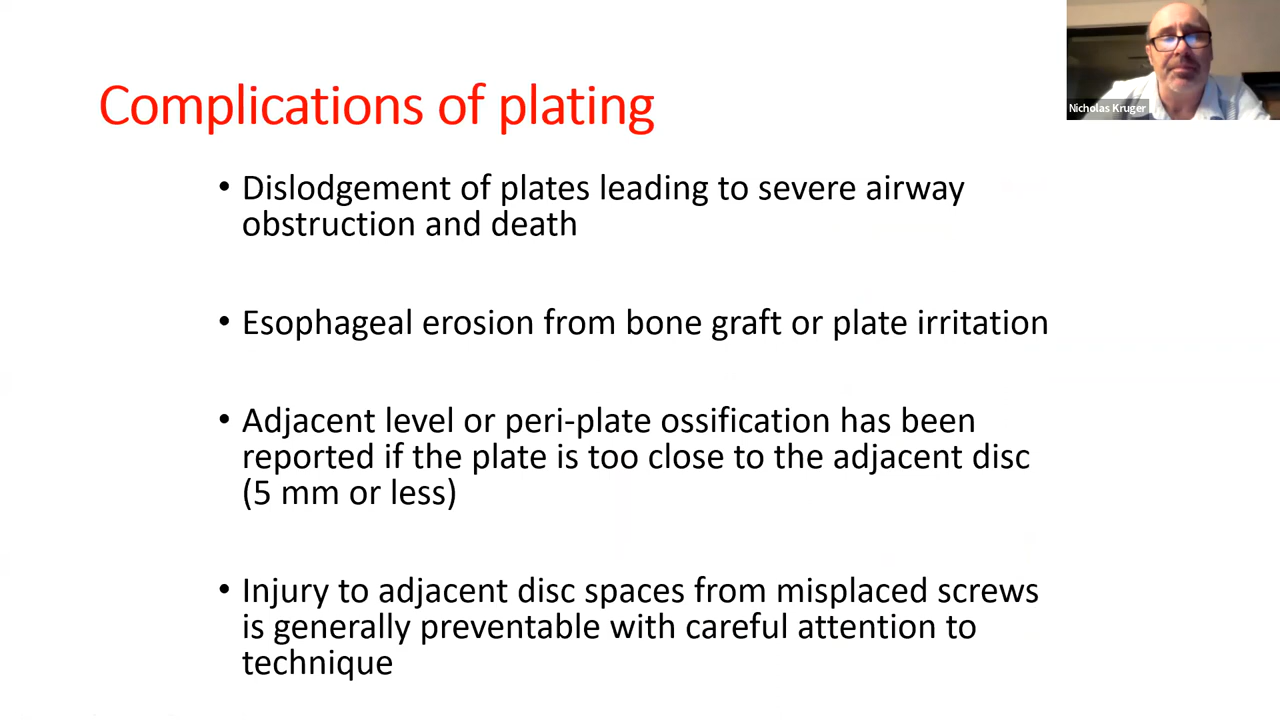 Complications of plating
Nicholas Kruger
• Dislodgement of plates leading to severe airway
obstruction and death
• Esophageal erosion from bone graft or plate irritation
• Adjacent level or peri-plate ossification has been
reported if the plate is too close to the adjacent disc
(5 mm or less)
• Injury to adjacent disc spaces from misplaced screws
is generally preventable with careful attention to
technique